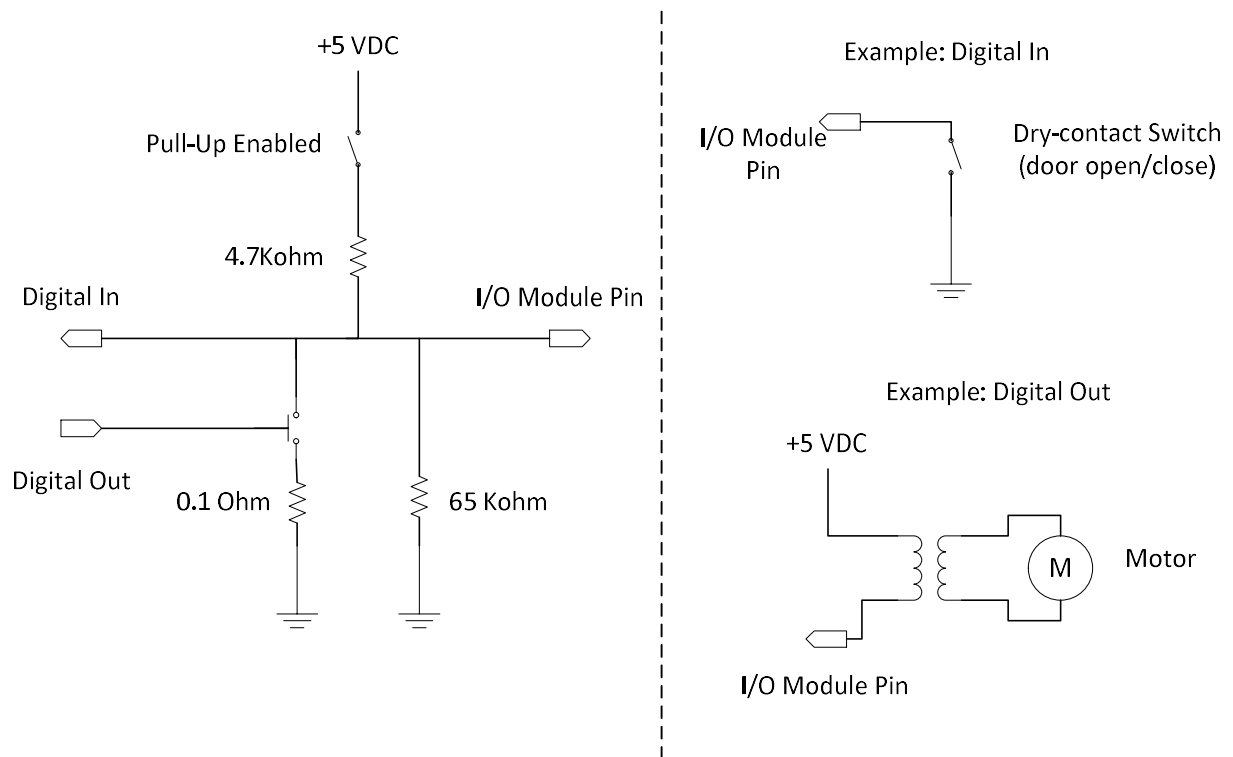 +5 VDC
Pull-Up Enabled
4.7Kohm
Digital In
I/O Module Pin
Digital Out
0.1 Ohm
65 Kohm
Example: Digital In
I/O Module
Pin
Dry-contact Switch
(door open/close)
Example: Digital Out
+5 VDC
M
Motor
I/O Module Pin